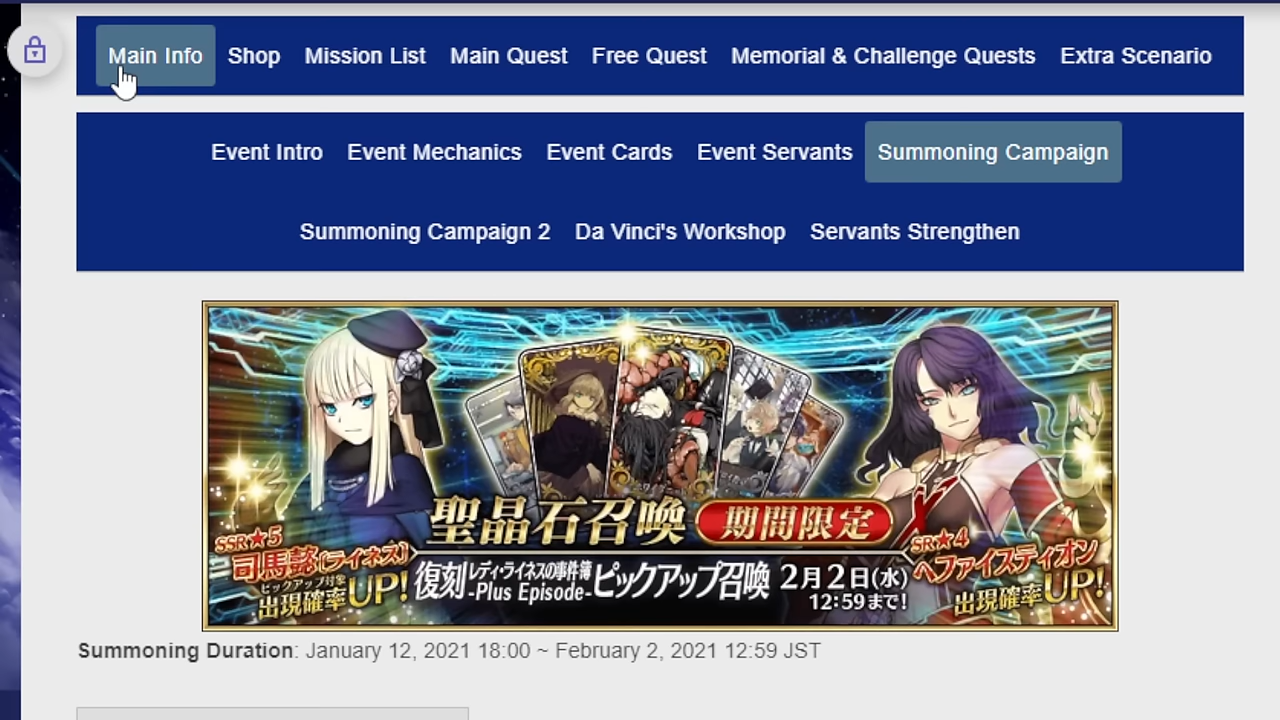 Main Info Shop Mission List Main Quest Free Quest Memorial & Challenge Quests Extra Scenario
Event Intro Event Mechanics Event Cards Event Servants Summoning Campaign
Summoning Campaign 2 Da Vinci's Workshop Servants Strengthen
聖晶石召喚 期間限定
SSR★5
司馬懿〔ライネス〕
ピックアップ対象
出現確率UP!
復刻 レディ・ライネスの事件簿 -Plus Episode- ピックアップ召喚
2月2日(水)
12:59まで!
SR★4
ヘファイスティオン
出現確率UP!
Summoning Duration: January 12, 2021 18:00 ~ February 2, 2021 12:59 JST